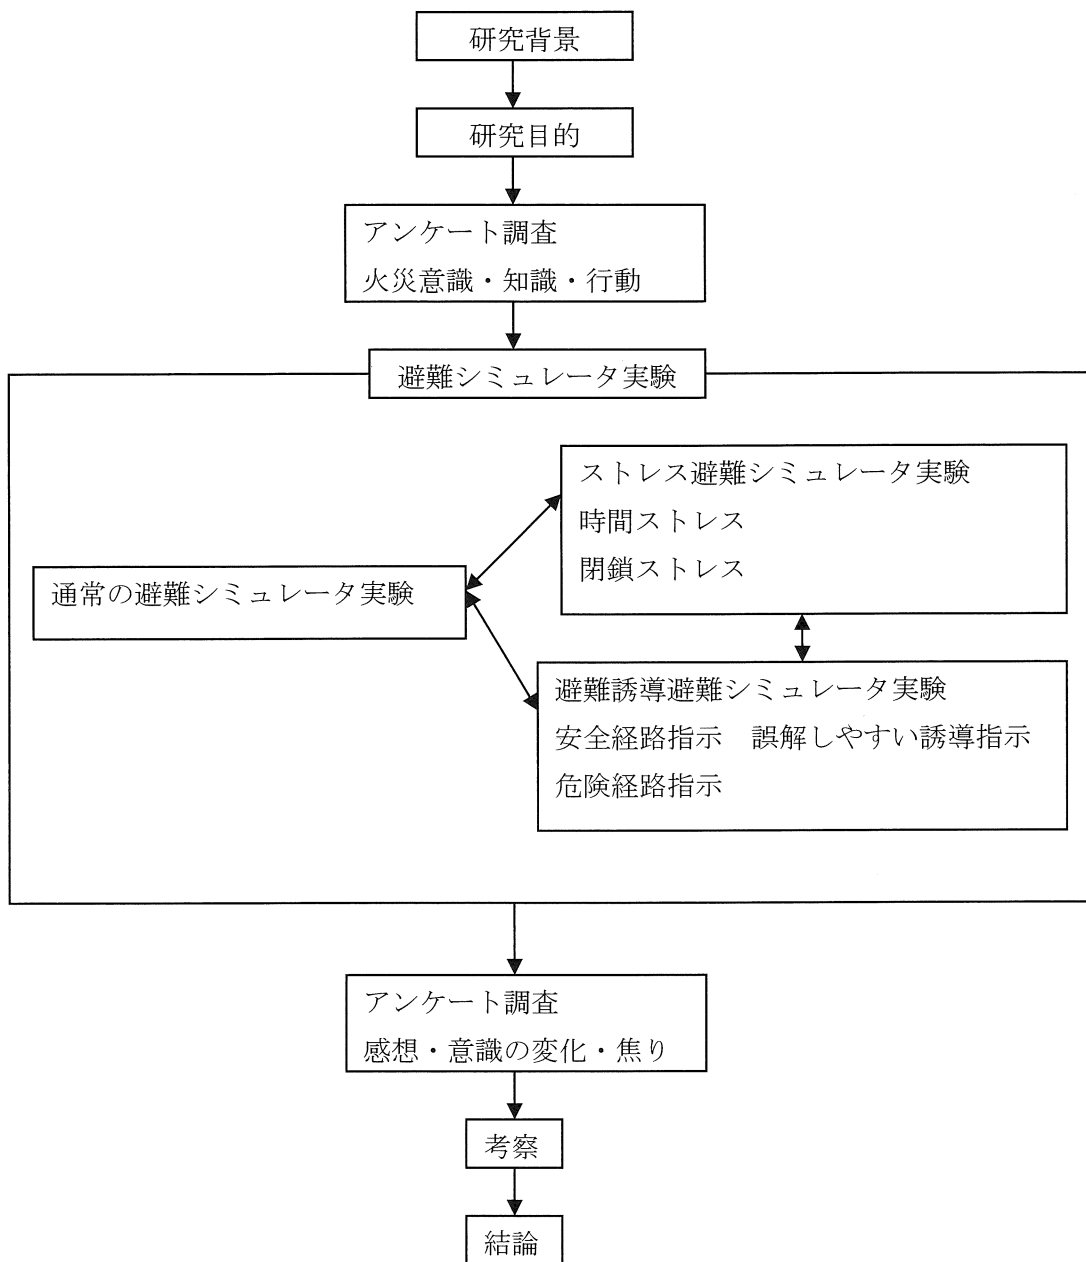 研究背景
研究目的
アンケート調査
火災意識・知識・行動
避難シミュレータ実験
ストレス避難シミュレータ実験
時間ストレス
閉鎖ストレス
通常の避難シミュレータ実験
避難誘導避難シミュレータ実験
安全経路指示　誤解しやすい誘導指示
危険経路指示
アンケート調査
感想・意識の変化・焦り
考察
結論